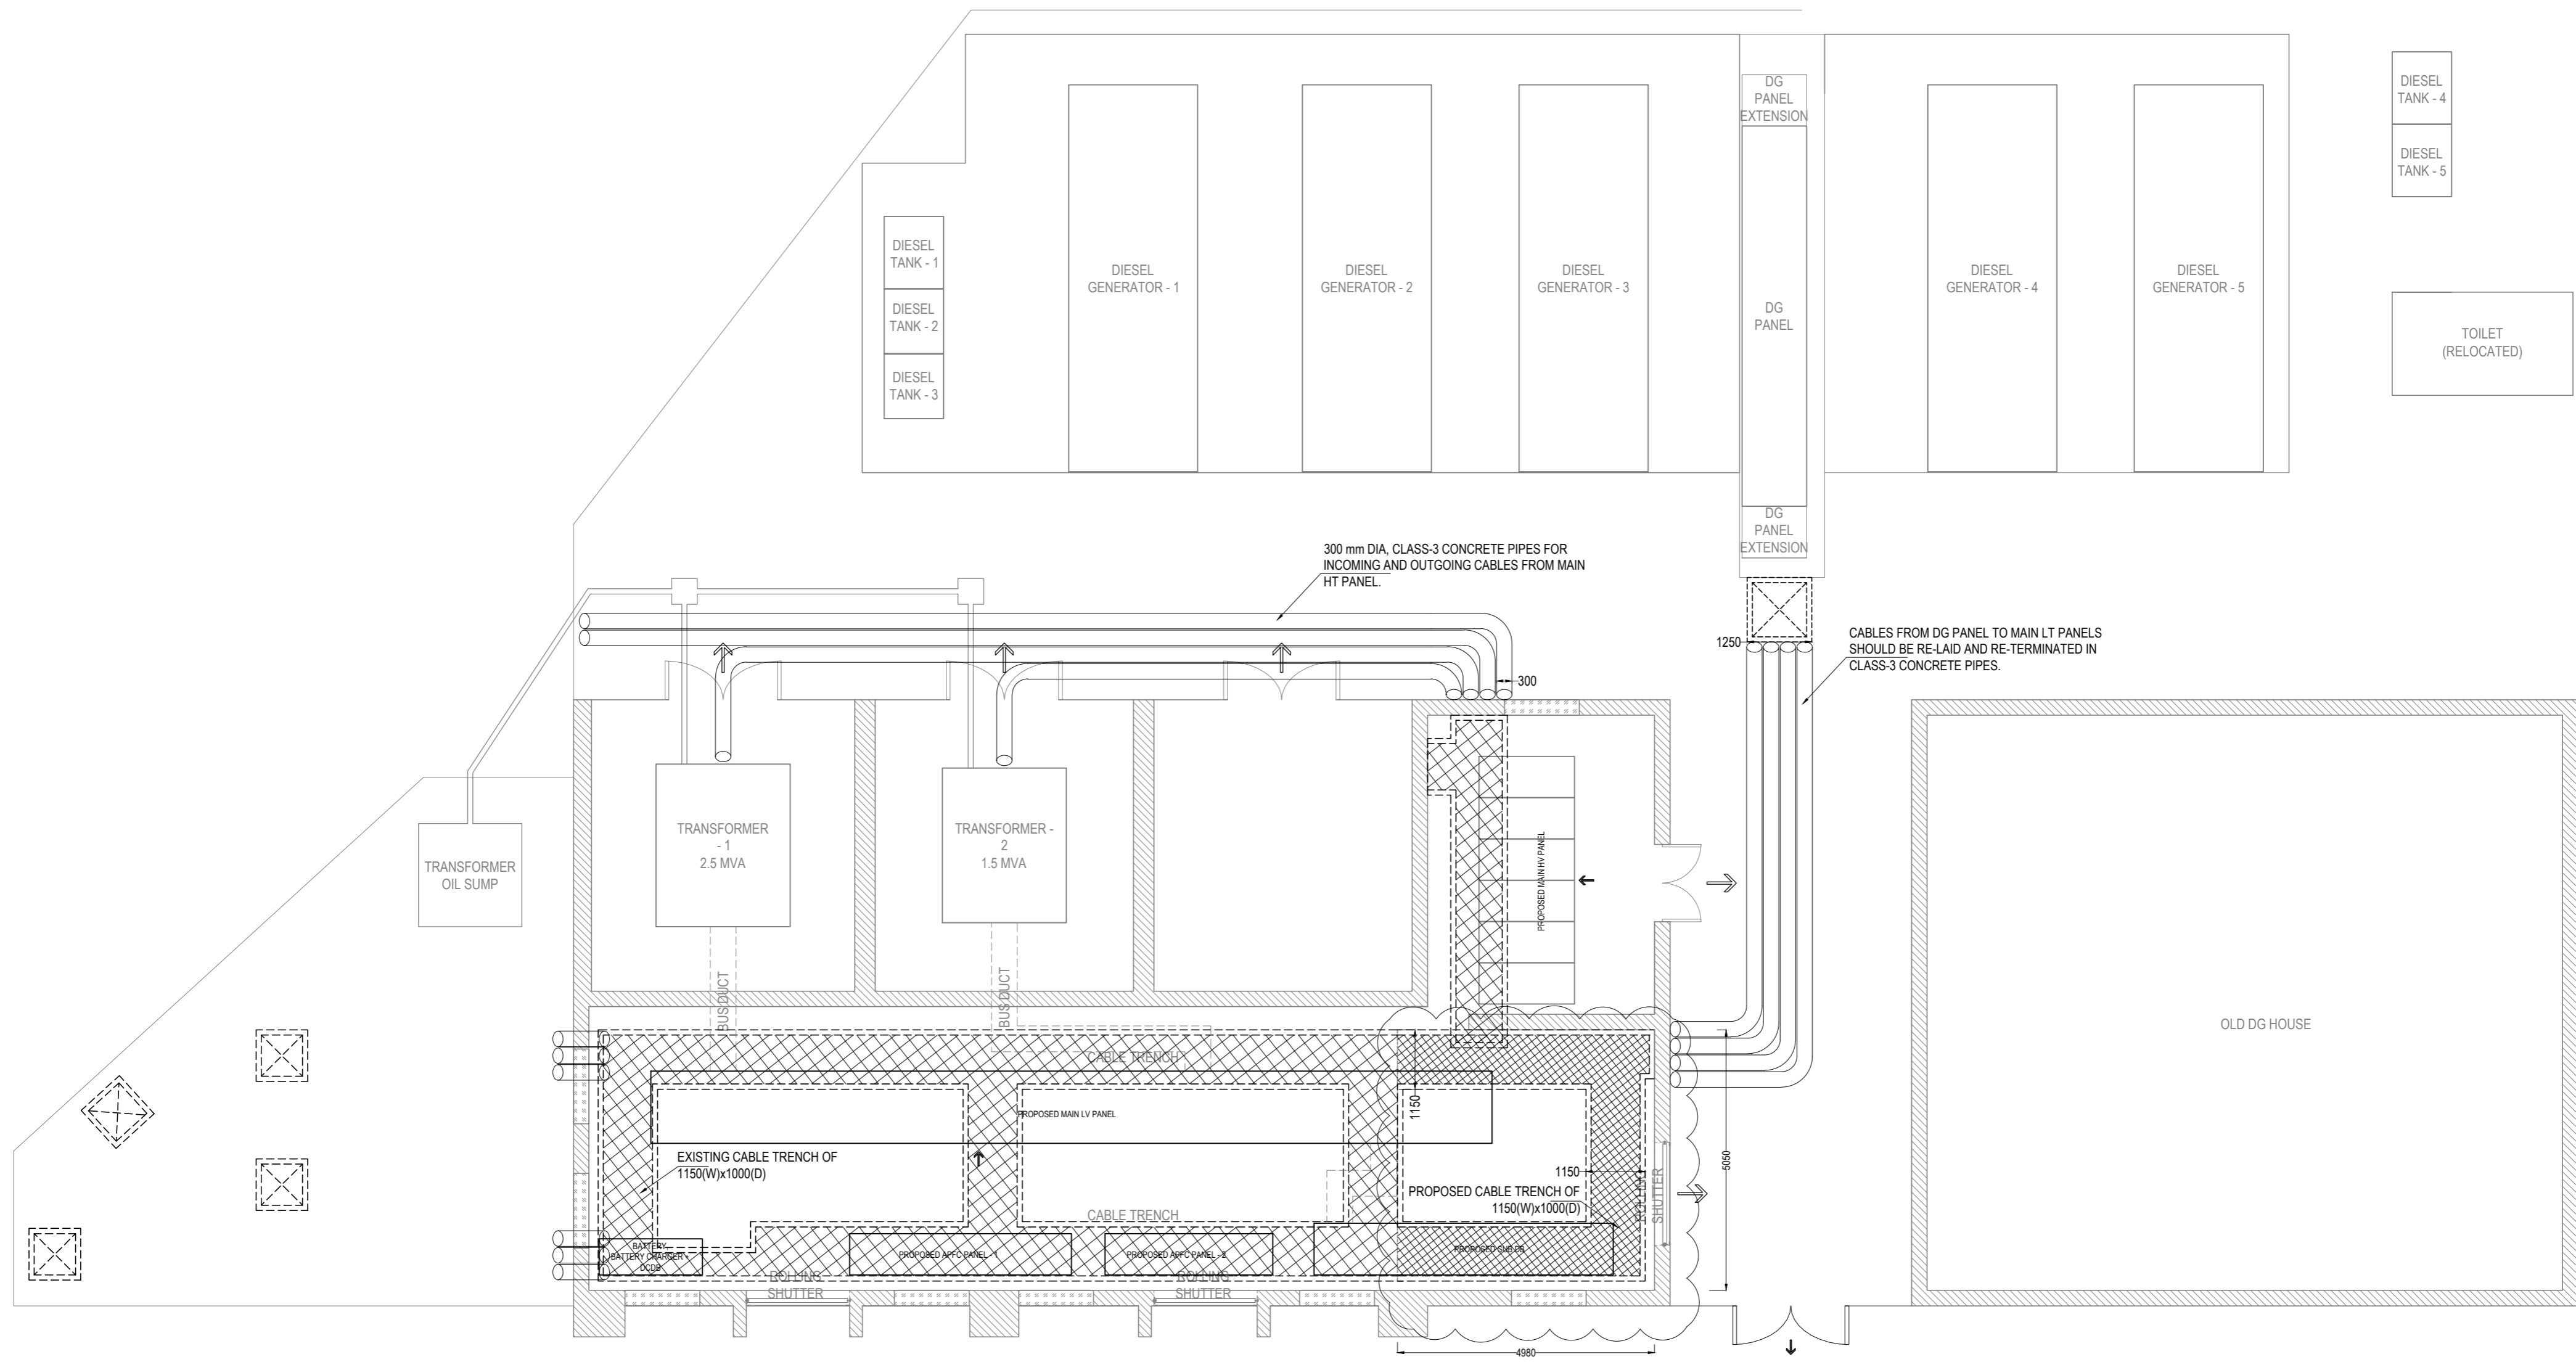 DG
PANEL
EXTENSION
DIESEL
TANK - 4
DIESEL
TANK - 5
DIESEL
TANK - 1
DIESEL
TANK - 2
DIESEL
TANK - 3
DIESEL
GENERATOR - 1
DIESEL
GENERATOR - 2
DIESEL
GENERATOR - 3
DG
PANEL
DIESEL
GENERATOR - 4
DIESEL
GENERATOR - 5
TOILET
(RELOCATED)
DG
PANEL
EXTENSION
300 mm DIA, CLASS-3 CONCRETE PIPES FOR
INCOMING AND OUTGOING CABLES FROM MAIN
HT PANEL.
1250
CABLES FROM DG PANEL TO MAIN LT PANELS
SHOULD BE RE-LAID AND RE-TERMINATED IN
CLASS-3 CONCRETE PIPES.
300
TRANSFORMER
OIL SUMP
TRANSFORMER
- 1
2.5 MVA
TRANSFORMER -
2
1.5 MVA
PROPOSED MAIN HV PANEL
BUS DUCT
BUS DUCT
OLD DG HOUSE
CABLE TRENCH
PROPOSED MAIN LV PANEL
1150
EXISTING CABLE TRENCH OF
1150(W)x1000(D)
1150
PROPOSED CABLE TRENCH OF
1150(W)x1000(D)
5050
ROLLING
SHUTTER
CABLE TRENCH
BATTERY,
BATTERY CHARGER +
DCDB
PROPOSED APFC PANEL - 1
PROPOSED APFC PANEL - 2
PROPOSED SUB DB
ROLLING
SHUTTER
ROLLING
SHUTTER
4980